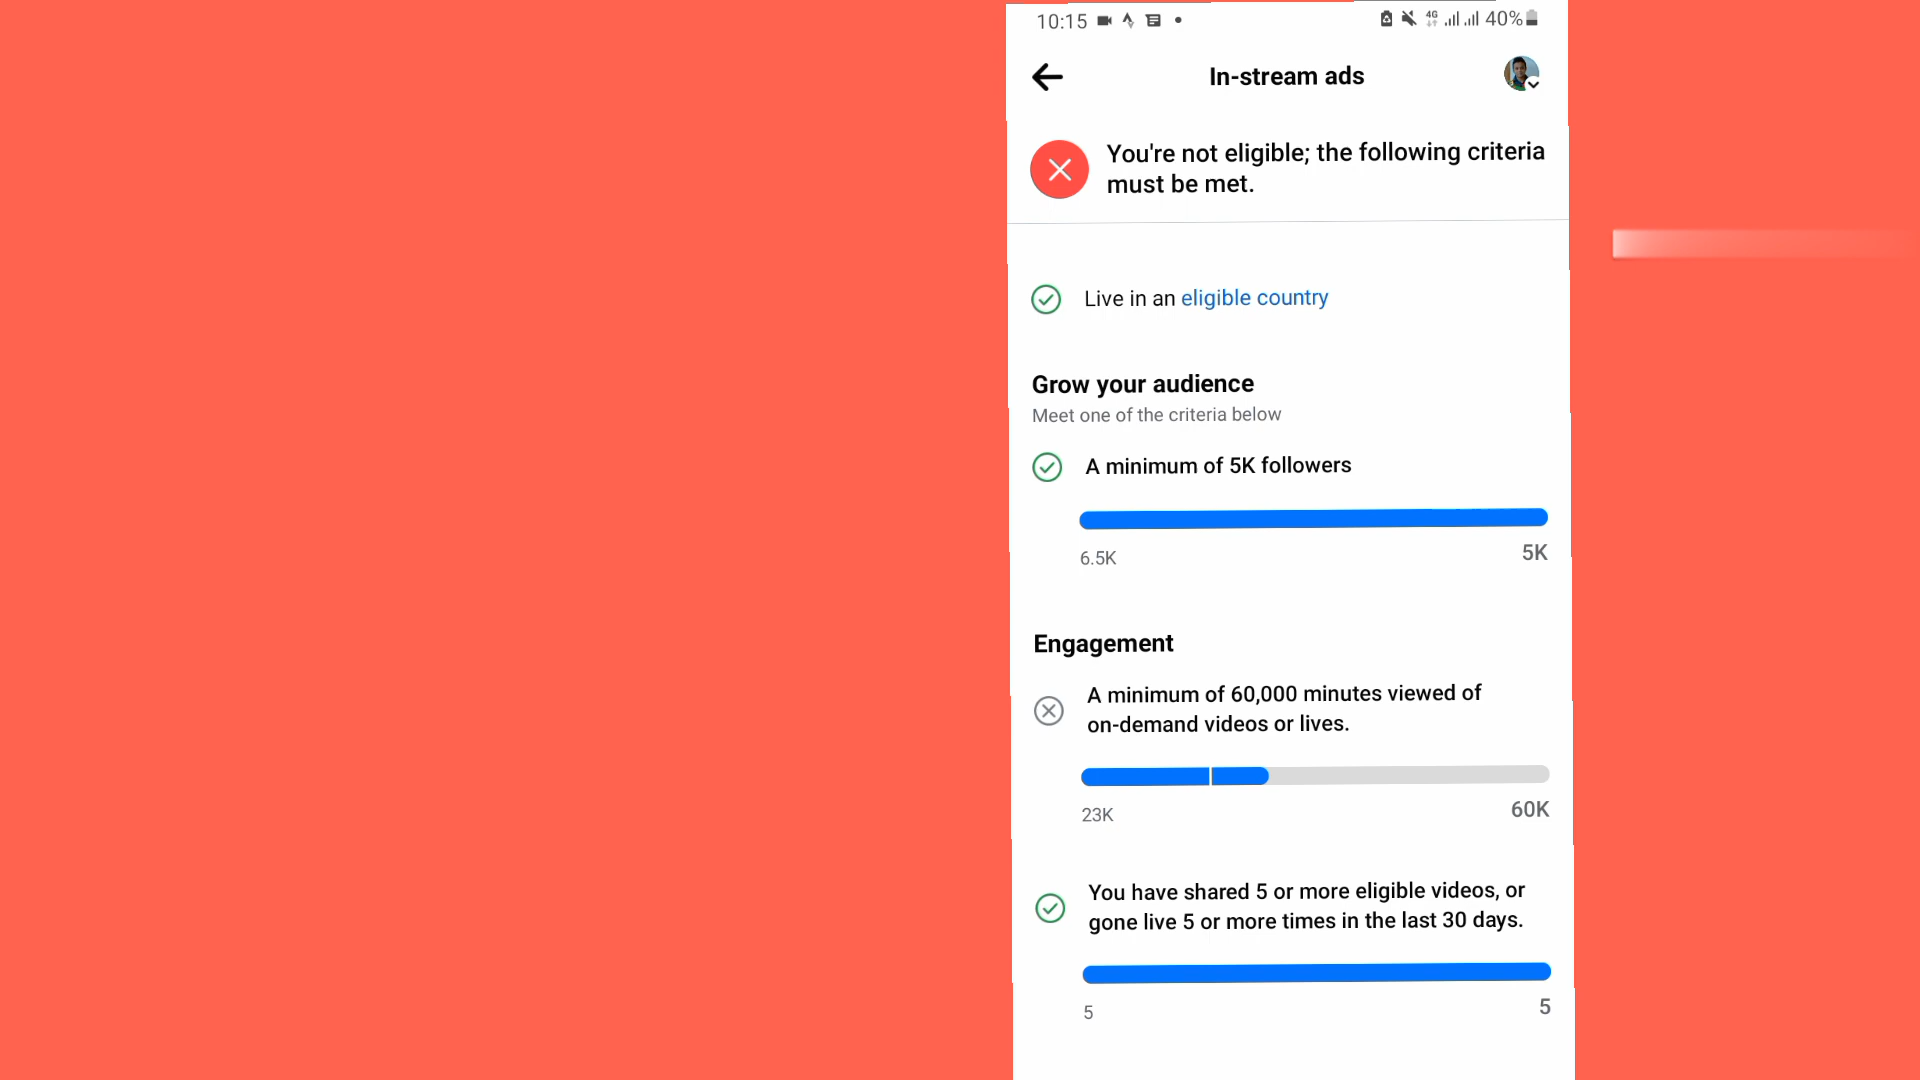 10:15 4G 40%
In-stream ads
You're not eligible; the following criteria
must be met.
Live in an eligible country
Grow your audience
Meet one of the criteria below
A minimum of 5K followers
6.5K 5K
Engagement
A minimum of 60,000 minutes viewed of
on-demand videos or lives.
23K 60K
You have shared 5 or more eligible videos, or
gone live 5 or more times in the last 30 days.
5 5